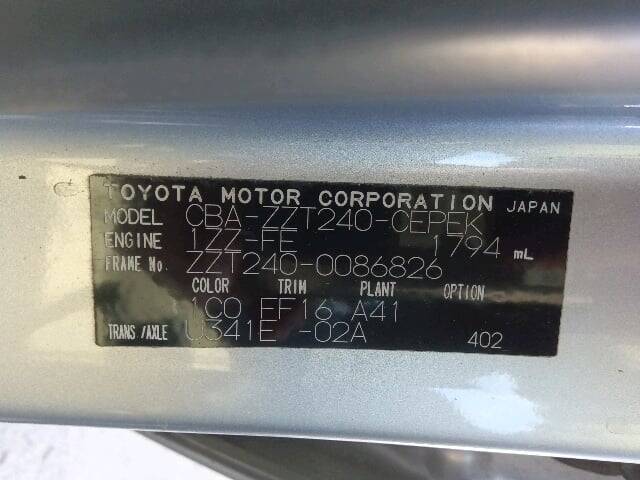 TOYOTA MOTOR CORPORATION JAPAN
MODEL CBA-ZZT240-CEPEK
ENGINE 1ZZ-FE 1794 mL
FRAME No. ZZT240-0086826
COLOR TRIM PLANT OPTION
1C0 EF16 A41
TRANS/AXLE U341E -02A 402